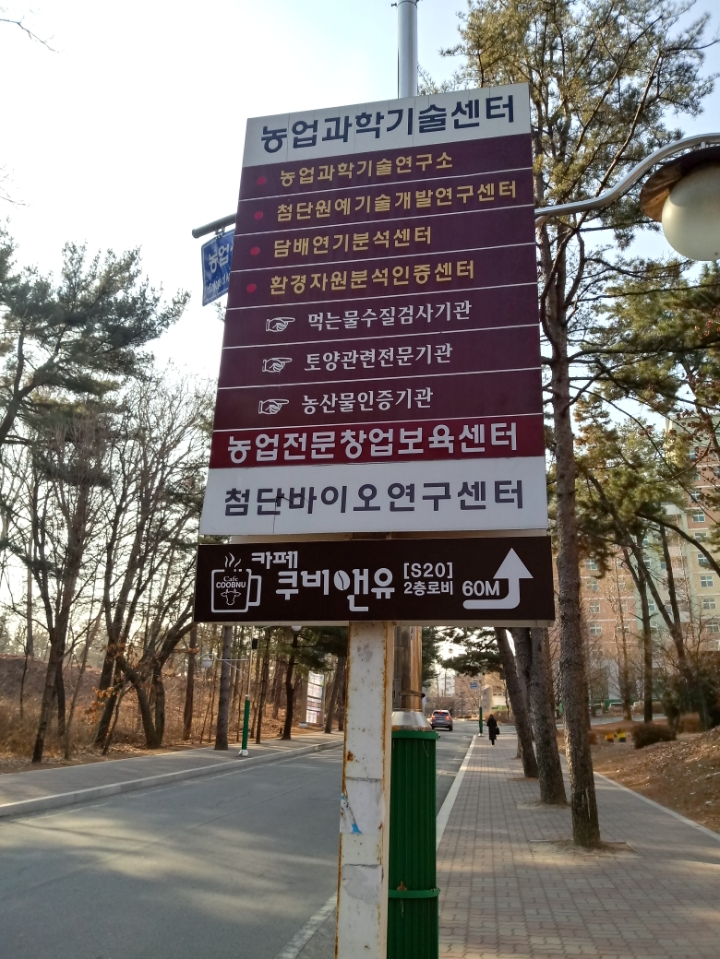 농업과학기술센터
농업과학기술연구소
첨단원예기술개발연구센터
담배연기분석센터
환경자원분석인증센터
먹는물수질검사기관
토양관련전문기관
농산물인증기관
농업전문창업보육센터
첨단바이오연구센터
Cafe
COOBNU
카페
쿠비앤유
[S20]
2층로비
60M
농업